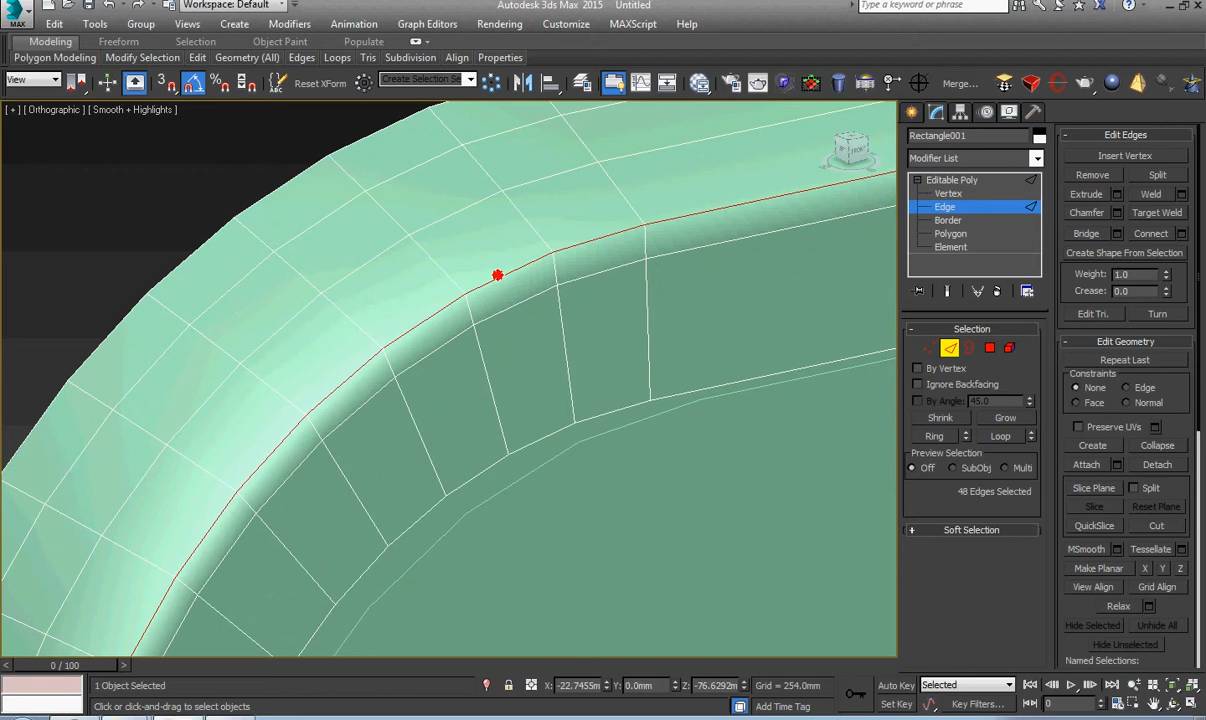 Workspace: Default
Autodesk 3ds Max 2015 Untitled
Type a keyword or phrase
MAX
Edit Tools Group Views Create Modifiers Animation Graph Editors Rendering Customize MAXScript Help
Modeling Freeform Selection Object Paint Populate
Polygon Modeling Modify Selection Edit Geometry (All) Edges Loops Tris Subdivision Align Properties
View 3 % ABC Reset XForm Create Selection Se Merge...
[ + ] [ Orthographic ] [ Smooth + Highlights ]
FRONT
Rectangle001
Modifier List
Editable Poly
Vertex
Edge
Border
Polygon
Element
Selection
By Vertex
Ignore Backfacing
By Angle: 45.0
Shrink Grow
Ring Loop
Preview Selection
Off SubObj Multi
48 Edges Selected
Soft Selection
Edit Edges
Insert Vertex
Remove Split
Extrude Weld
Chamfer Target Weld
Bridge Connect
Create Shape From Selection
Weight: 1.0
Crease: 0.0
Edit Tri. Turn
Edit Geometry
Repeat Last
Constraints
None Edge
Face Normal
Preserve UVs
Create Collapse
Attach Detach
Slice Plane Split
Slice Reset Plane
QuickSlice Cut
MSmooth Tessellate
Make Planar X Y Z
View Align Grid Align
Relax
Hide Selected Unhide All
Hide Unselected
Named Selections:
< 0 / 100 >
1 Object Selected X: -22.7455m Y: 0.0mm Z: -76.6292m Grid = 254.0mm Auto Key Selected
Click or click-and-drag to select objects Add Time Tag Set Key Key Filters... 0